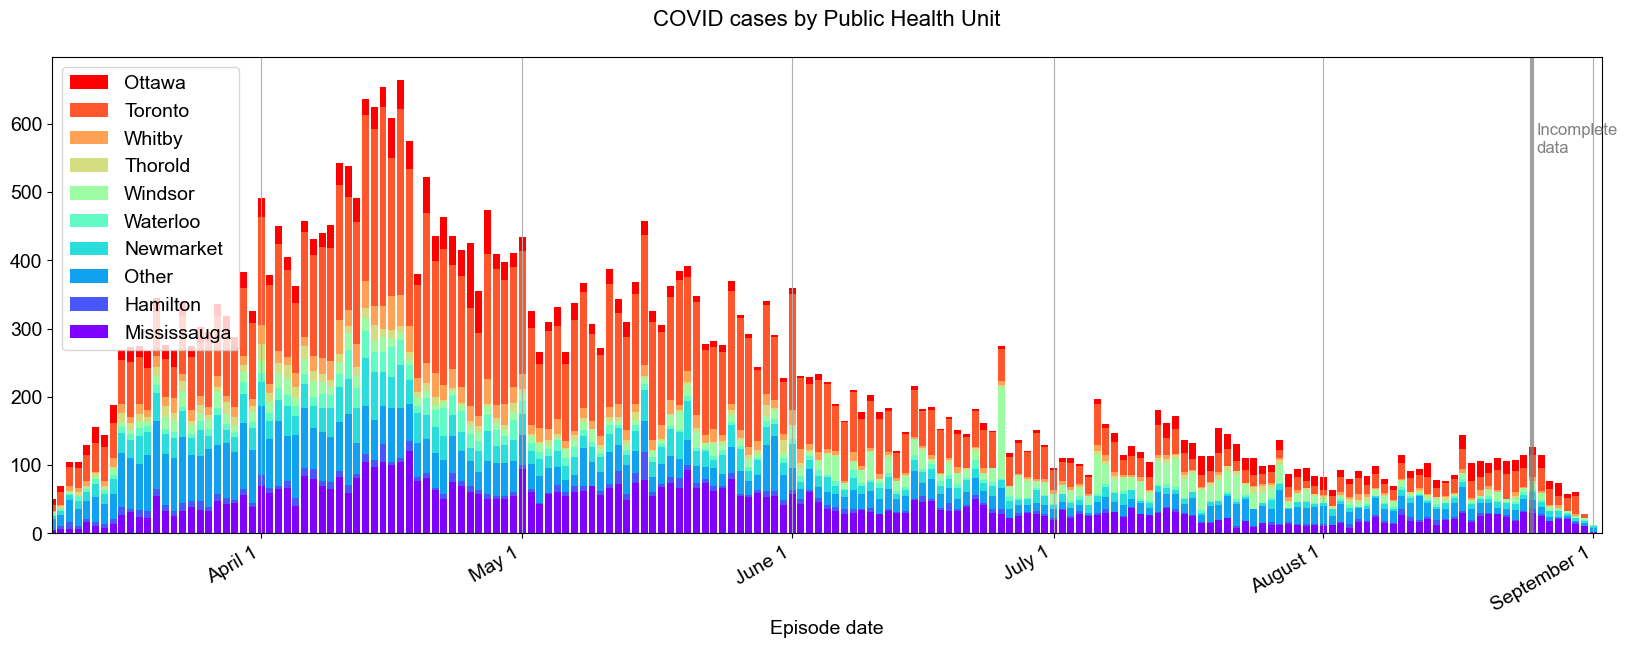 COVID cases by Public Health Unit
Ottawa
Toronto
Whitby
Thorold
Windsor
Waterloo
Newmarket
Other
Hamilton
Mississauga
Incomplete
data
600
500
400
300
200
100
0
April 1
May 1
June 1
July 1
August 1
September 1
Episode date